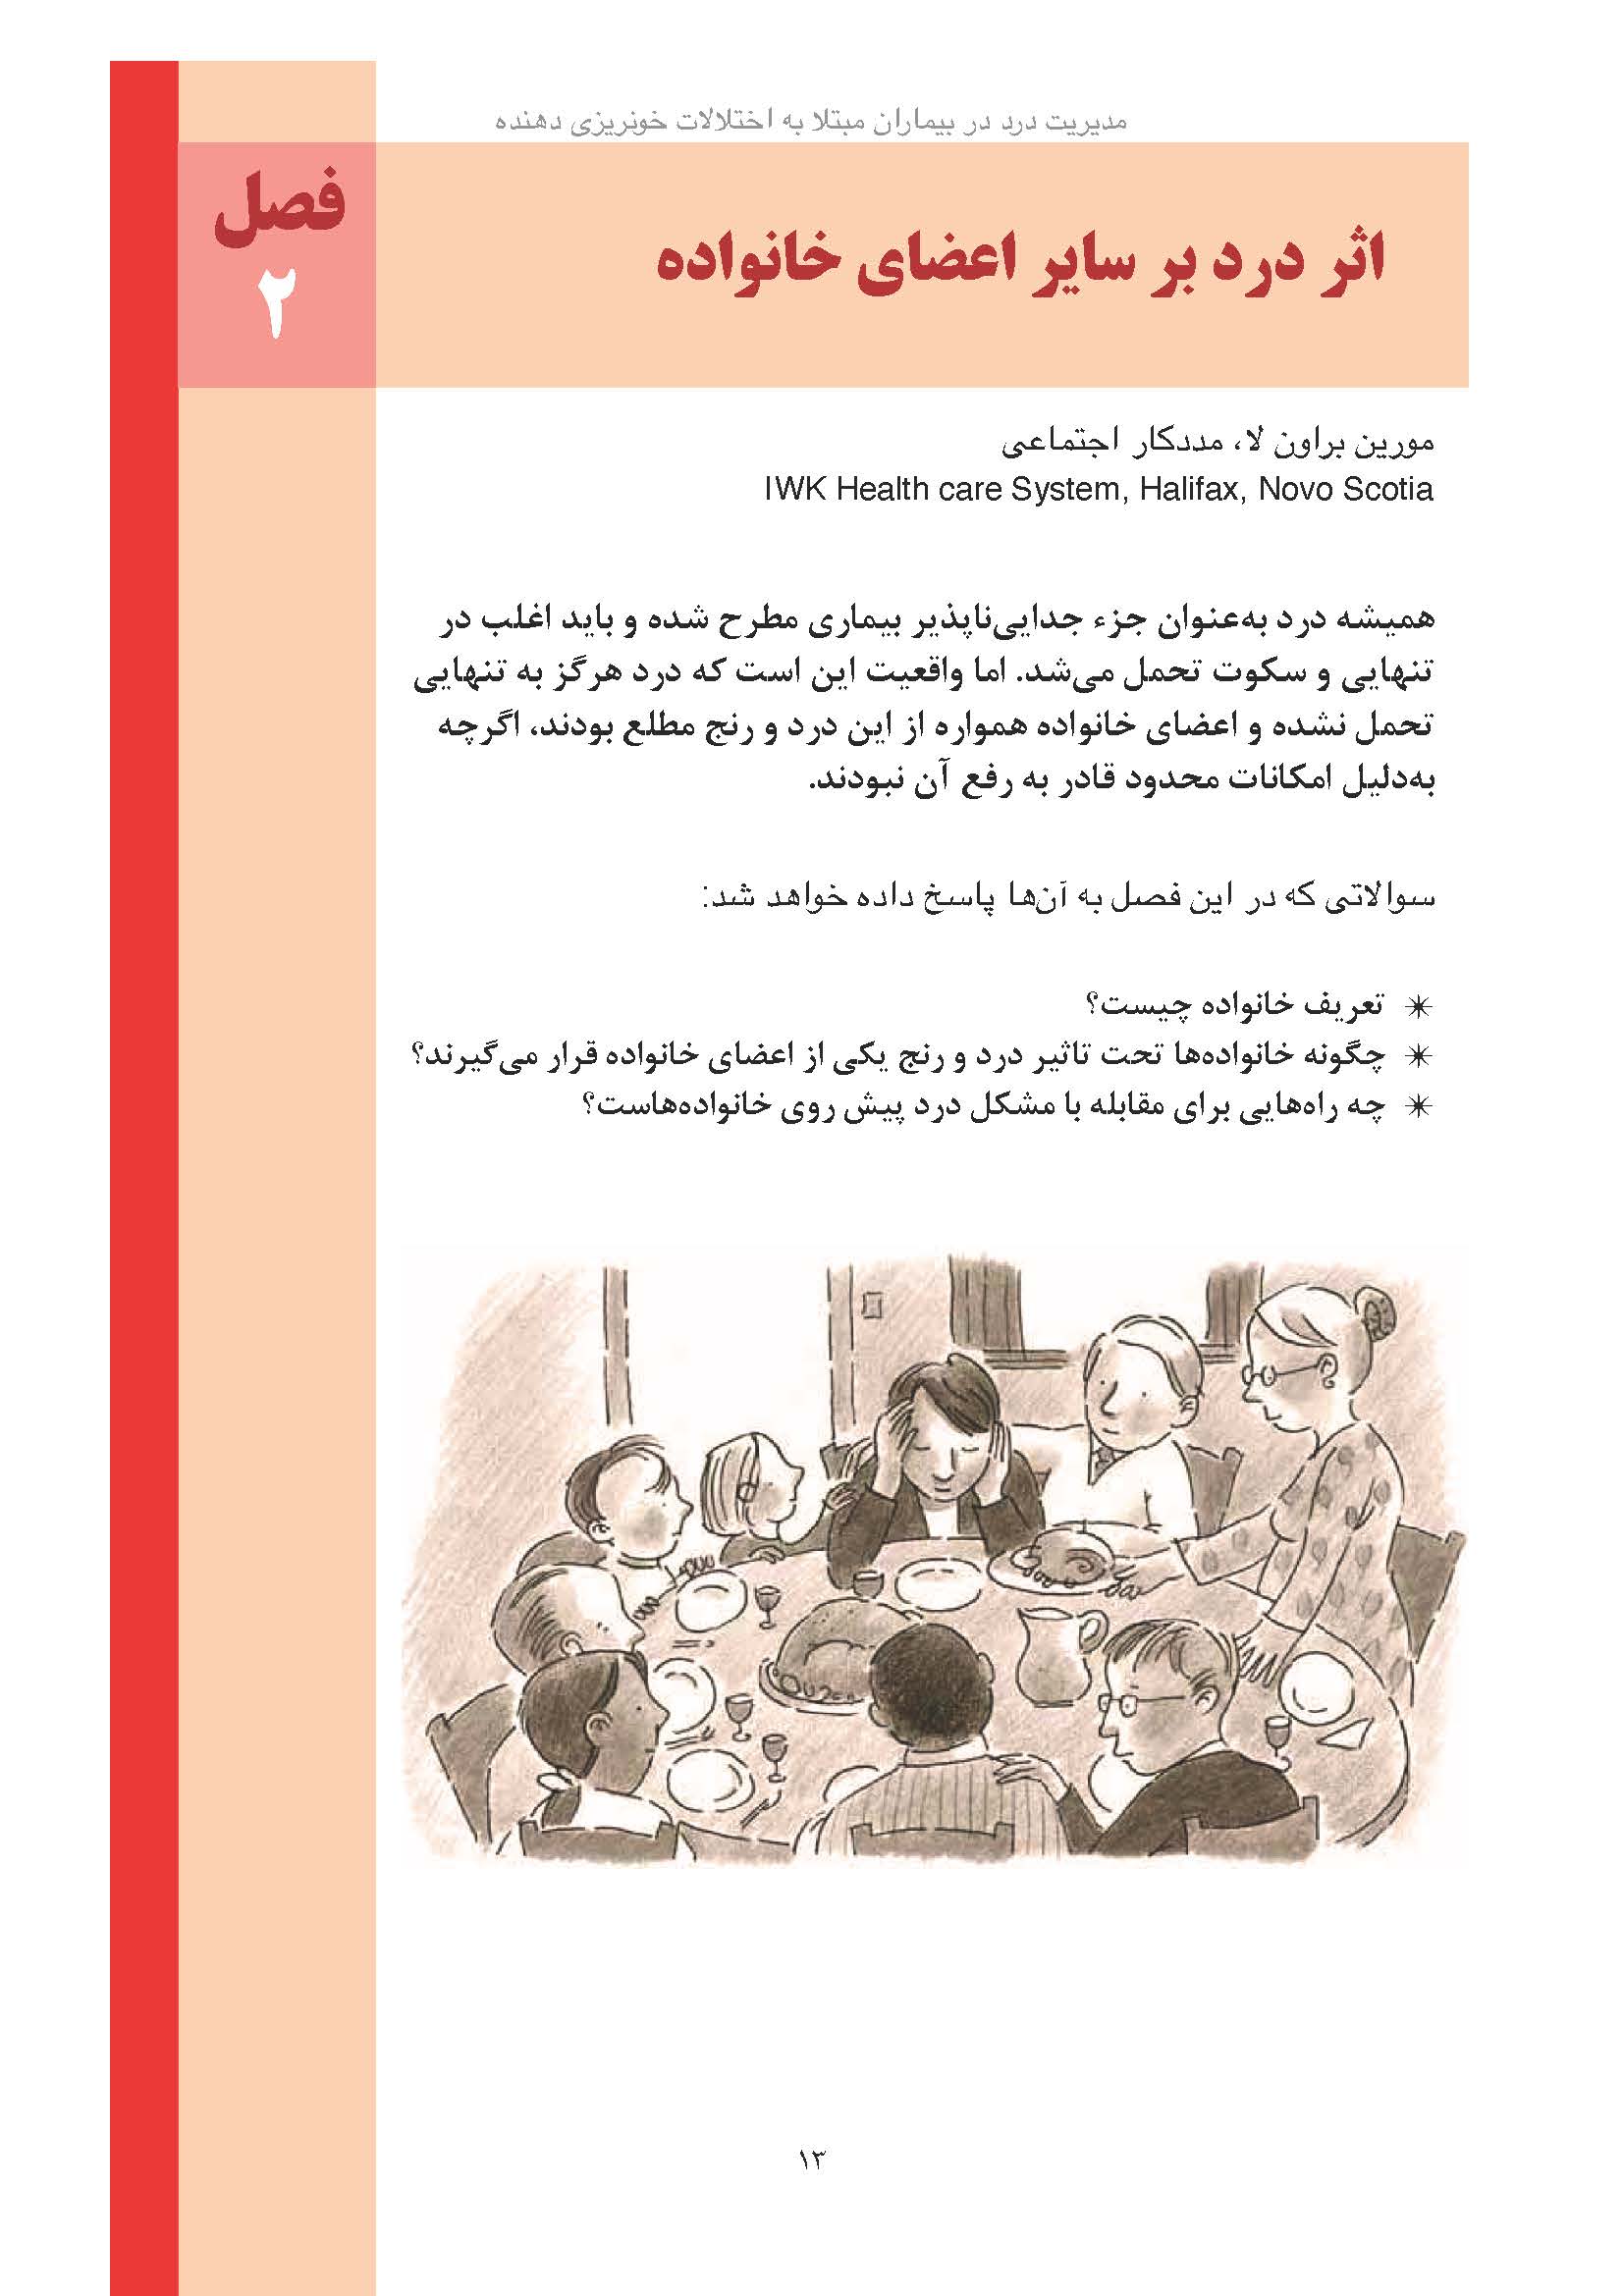 مدیریت درد در بیماران مبتلا به اختلالات خونریزی دهنده
فصل
۲
اثر درد بر سایر اعضای خانواده
مورین براون لا، مددکار اجتماعی
IWK Health care System, Halifax, Novo Scotia
همیشه درد به‌عنوان جزء جدایی‌ناپذیر بیماری مطرح شده و باید اغلب در
تنهایی و سکوت تحمل می‌شد. اما واقعیت این است که درد هرگز به تنهایی
تحمل نشده و اعضای خانواده همواره از این درد و رنج مطلع بودند، اگرچه
به‌دلیل امکانات محدود قادر به رفع آن نبودند.
سوالاتی که در این فصل به آن‌ها پاسخ داده خواهد شد:
✴ تعریف خانواده چیست؟
✴ چگونه خانواده‌ها تحت تاثیر درد و رنج یکی از اعضای خانواده قرار می‌گیرند؟
✴ چه راه‌هایی برای مقابله با مشکل درد پیش روی خانواده‌هاست؟
۱۳